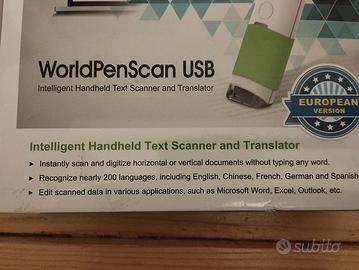 WorldPenScan USB
Intelligent Handheld Text Scanner and Translator
EUROPEAN
VERSION
Intelligent Handheld Text Scanner and Translator
Instantly scan and digitize horizontal or vertical documents without typing any word.
Recognize nearly 200 languages, including English, Chinese, French, German and Spanish
Edit scanned data in various applications, such as Microsoft Word, Excel, Outlook, etc.
subito